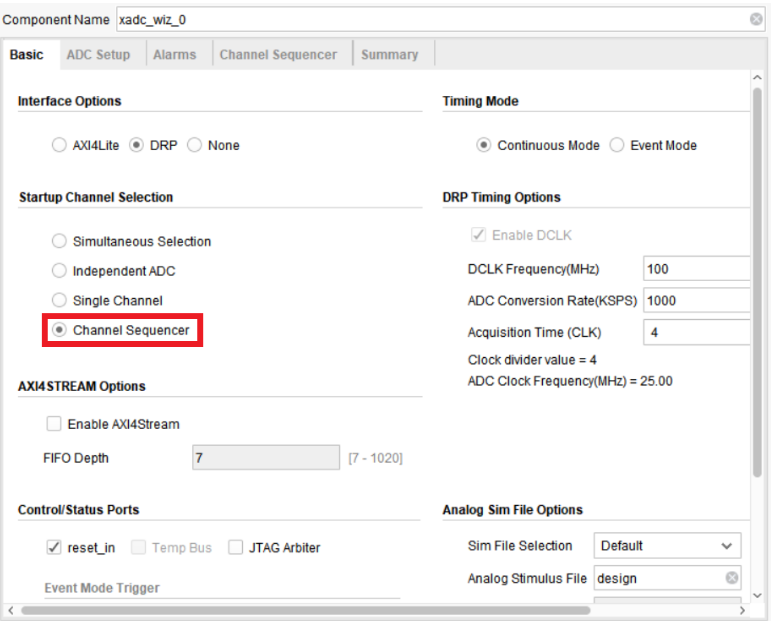 Component Name xadc_wiz_0
Basic ADC Setup Alarms Channel Sequencer Summary
Interface Options
AXI4Lite DRP None
Startup Channel Selection
Simultaneous Selection
Independent ADC
Single Channel
Channel Sequencer
AXI4STREAM Options
Enable AXI4Stream
FIFO Depth 7 [7 - 1020]
Control/Status Ports
reset_in Temp Bus JTAG Arbiter
Event Mode Trigger
Timing Mode
Continuous Mode Event Mode
DRP Timing Options
Enable DCLK
DCLK Frequency(MHz) 100
ADC Conversion Rate(KSPS) 1000
Acquisition Time (CLK) 4
Clock divider value = 4
ADC Clock Frequency(MHz) = 25.00
Analog Sim File Options
Sim File Selection Default
Analog Stimulus File design